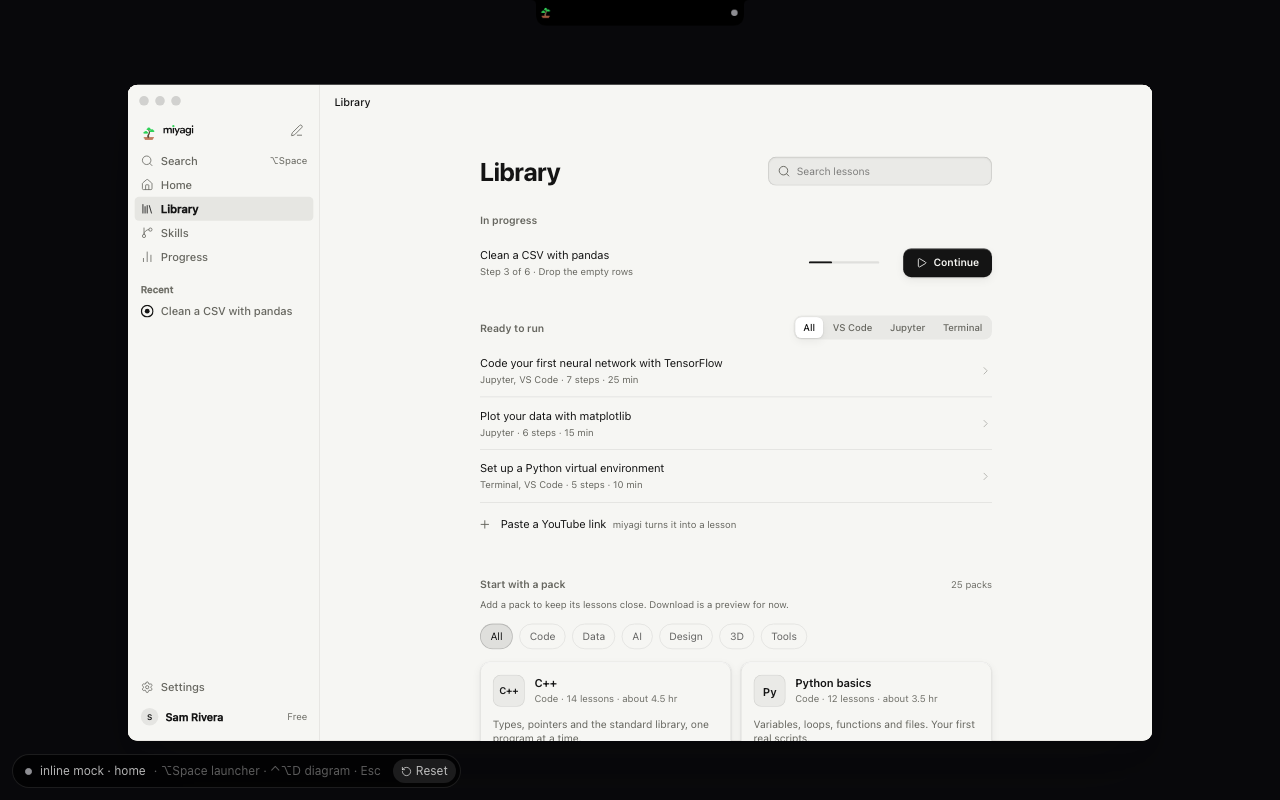 Library
miyagi
Search ⌥Space
Home
Library
Skills
Progress
Recent
Clean a CSV with pandas
Settings
S Sam Rivera Free
Library
Search lessons
In progress
Clean a CSV with pandas
Step 3 of 6 · Drop the empty rows
Continue
Ready to run
All VS Code Jupyter Terminal
Code your first neural network with TensorFlow
Jupyter, VS Code · 7 steps · 25 min
Plot your data with matplotlib
Jupyter · 6 steps · 15 min
Set up a Python virtual environment
Terminal, VS Code · 5 steps · 10 min
Paste a YouTube link miyagi turns it into a lesson
Start with a pack 25 packs
Add a pack to keep its lessons close. Download is a preview for now.
All Code Data AI Design 3D Tools
C++ C++
Code · 14 lessons · about 4.5 hr
Types, pointers and the standard library, one
program at a time
Py Python basics
Code · 12 lessons · about 3.5 hr
Variables, loops, functions and files. Your first
real scripts
inline mock · home · ⌥Space launcher · ⌃⌥D diagram · Esc Reset